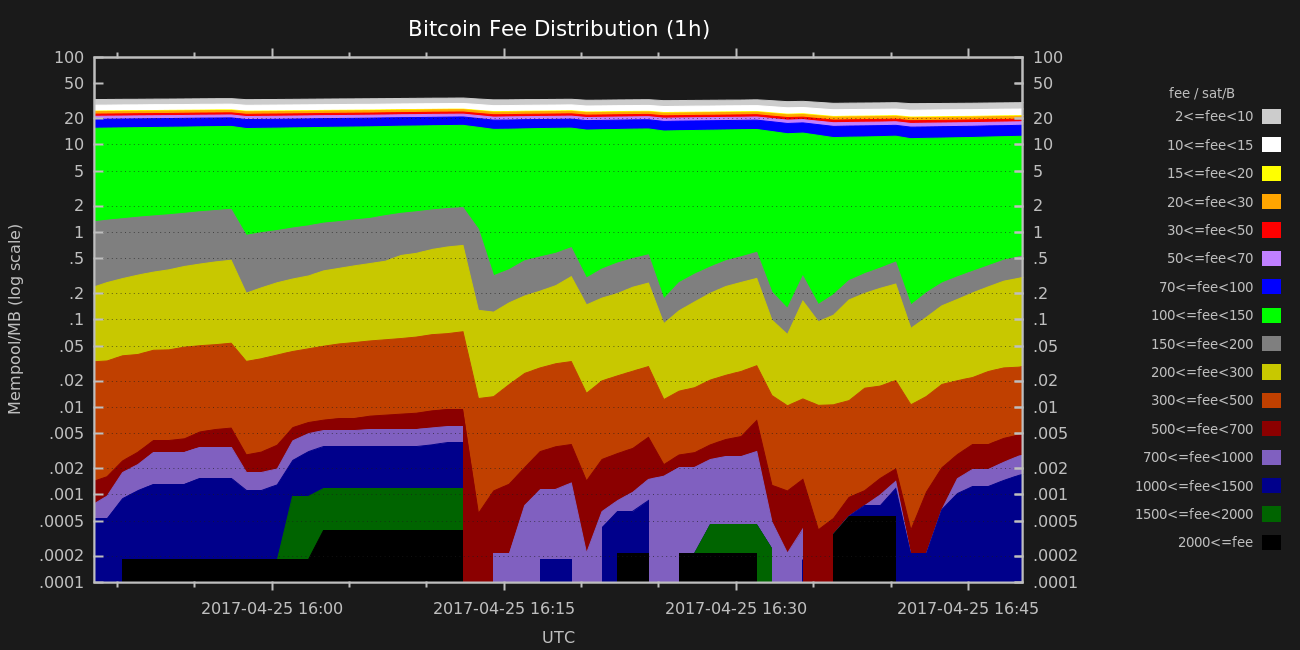 Bitcoin Fee Distribution (1h)
100 100
50 50
20 20
10 10
5 5
2 2
1 1
.5 .5
.2 .2
.1 .1
.05 .05
.02 .02
.01 .01
.005 .005
.002 .002
.001 .001
.0005 .0005
.0002 .0002
.0001 .0001
Mempool/MB (log scale)
2017-04-25 16:00 2017-04-25 16:15 2017-04-25 16:30 2017-04-25 16:45
UTC
fee / sat/B
2<=fee<10
10<=fee<15
15<=fee<20
20<=fee<30
30<=fee<50
50<=fee<70
70<=fee<100
100<=fee<150
150<=fee<200
200<=fee<300
300<=fee<500
500<=fee<700
700<=fee<1000
1000<=fee<1500
1500<=fee<2000
2000<=fee